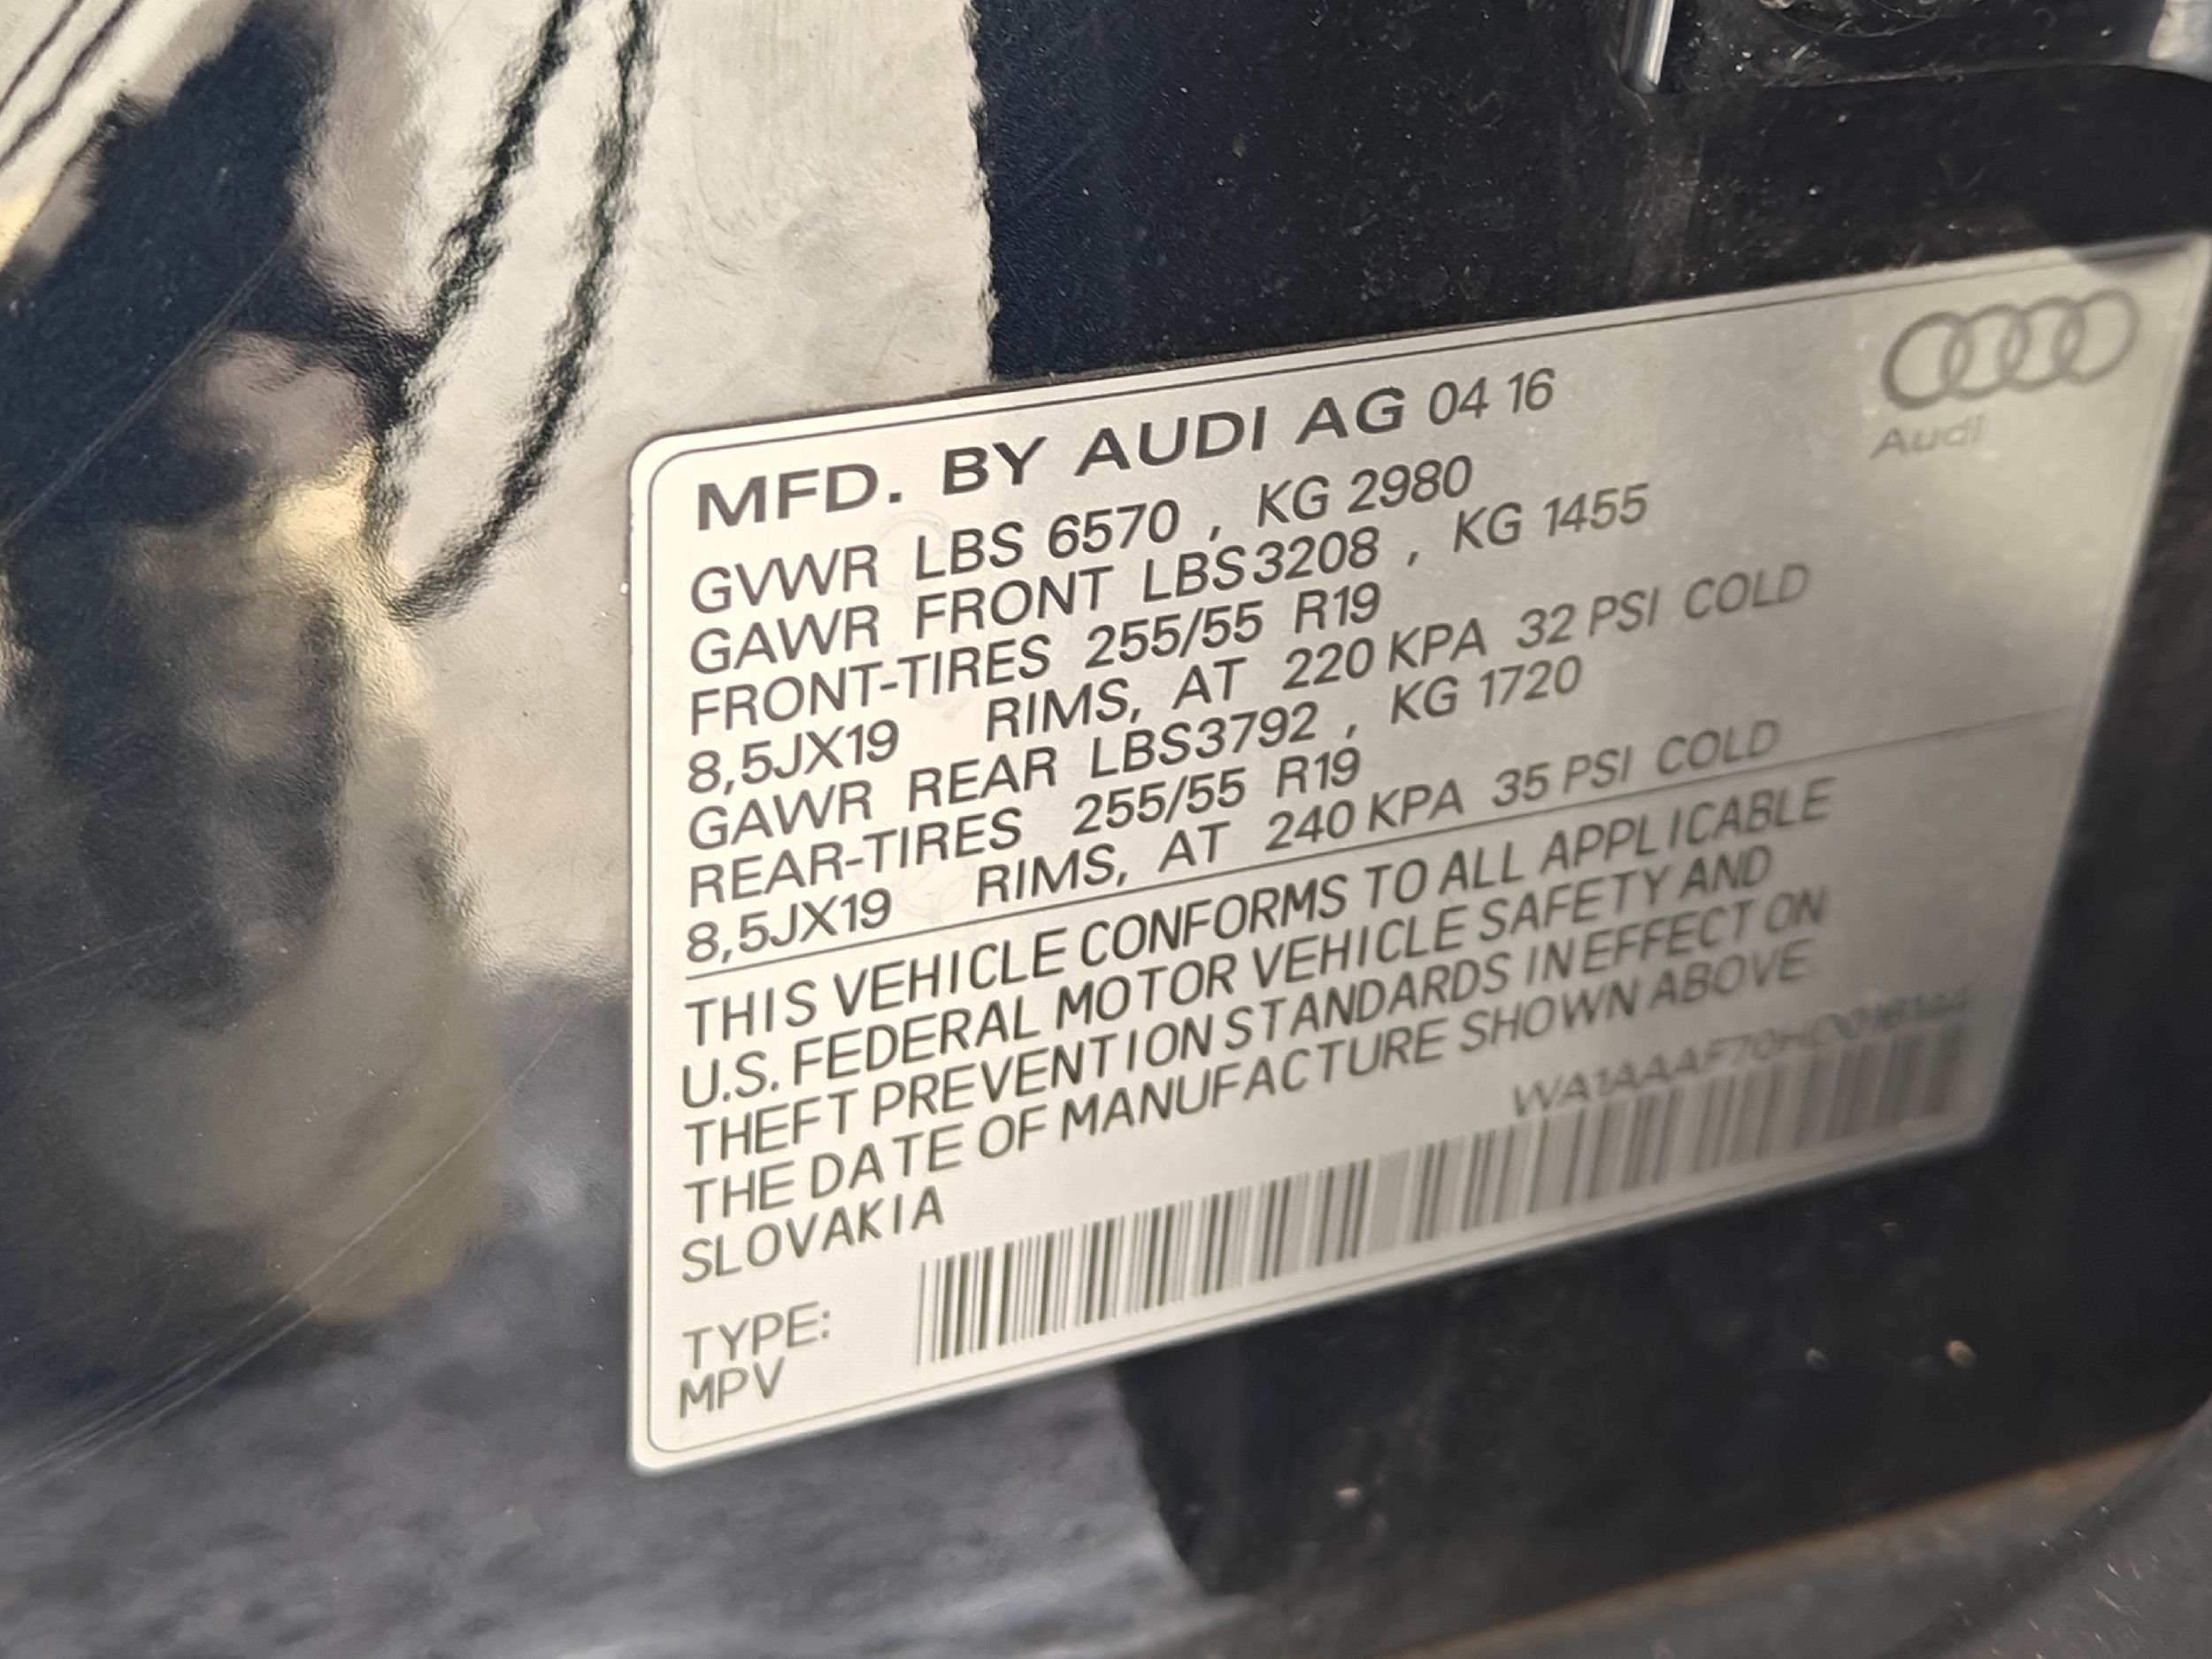 MFD. BY AUDI AG 04 16
Audi
GVWR LBS 6570 , KG 2980
GAWR FRONT LBS3208 , KG 1455
FRONT-TIRES 255/55 R19
8,5JX19 RIMS, AT 220 KPA 32 PSI COLD
GAWR REAR LBS3792 , KG 1720
REAR-TIRES 255/55 R19
8,5JX19 RIMS, AT 240 KPA 35 PSI COLD
THIS VEHICLE CONFORMS TO ALL APPLICABLE
U.S. FEDERAL MOTOR VEHICLE SAFETY AND
THEFT PREVENTION STANDARDS IN EFFECT ON
THE DATE OF MANUFACTURE SHOWN ABOVE
SLOVAKIA
TYPE:
MPV